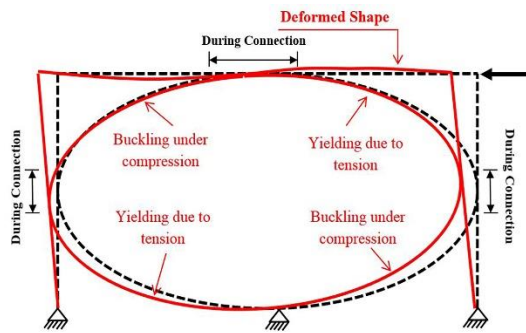 Deformed Shape
During Connection
Buckling under
compression
Yielding due to
tension
During Connection
During Connection
Yielding due to
tension
Buckling under
compression